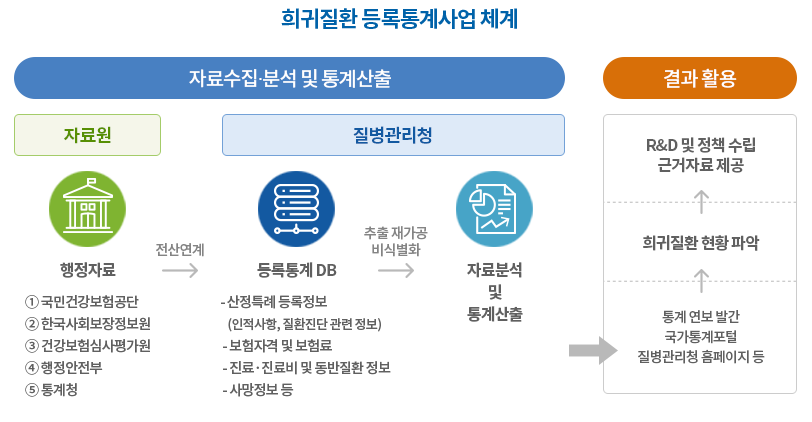 희귀질환 등록통계사업 체계
자료수집·분석 및 통계산출
결과 활용
자료원
질병관리청
행정자료
① 국민건강보험공단
② 한국사회보장정보원
③ 건강보험심사평가원
④ 행정안전부
⑤ 통계청
전산연계
등록통계 DB
- 산정특례 등록정보
(인적사항, 질환진단 관련 정보)
- 보험자격 및 보험료
- 진료·진료비 및 동반질환 정보
- 사망정보 등
추출 재가공
비식별화
자료분석
및
통계산출
R&D 및 정책 수립
근거자료 제공
희귀질환 현황 파악
통계 연보 발간
국가통계포털
질병관리청 홈페이지 등